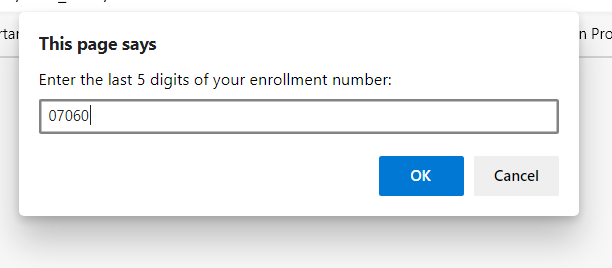 This page says
Enter the last 5 digits of your enrollment number:
07060
OK
Cancel